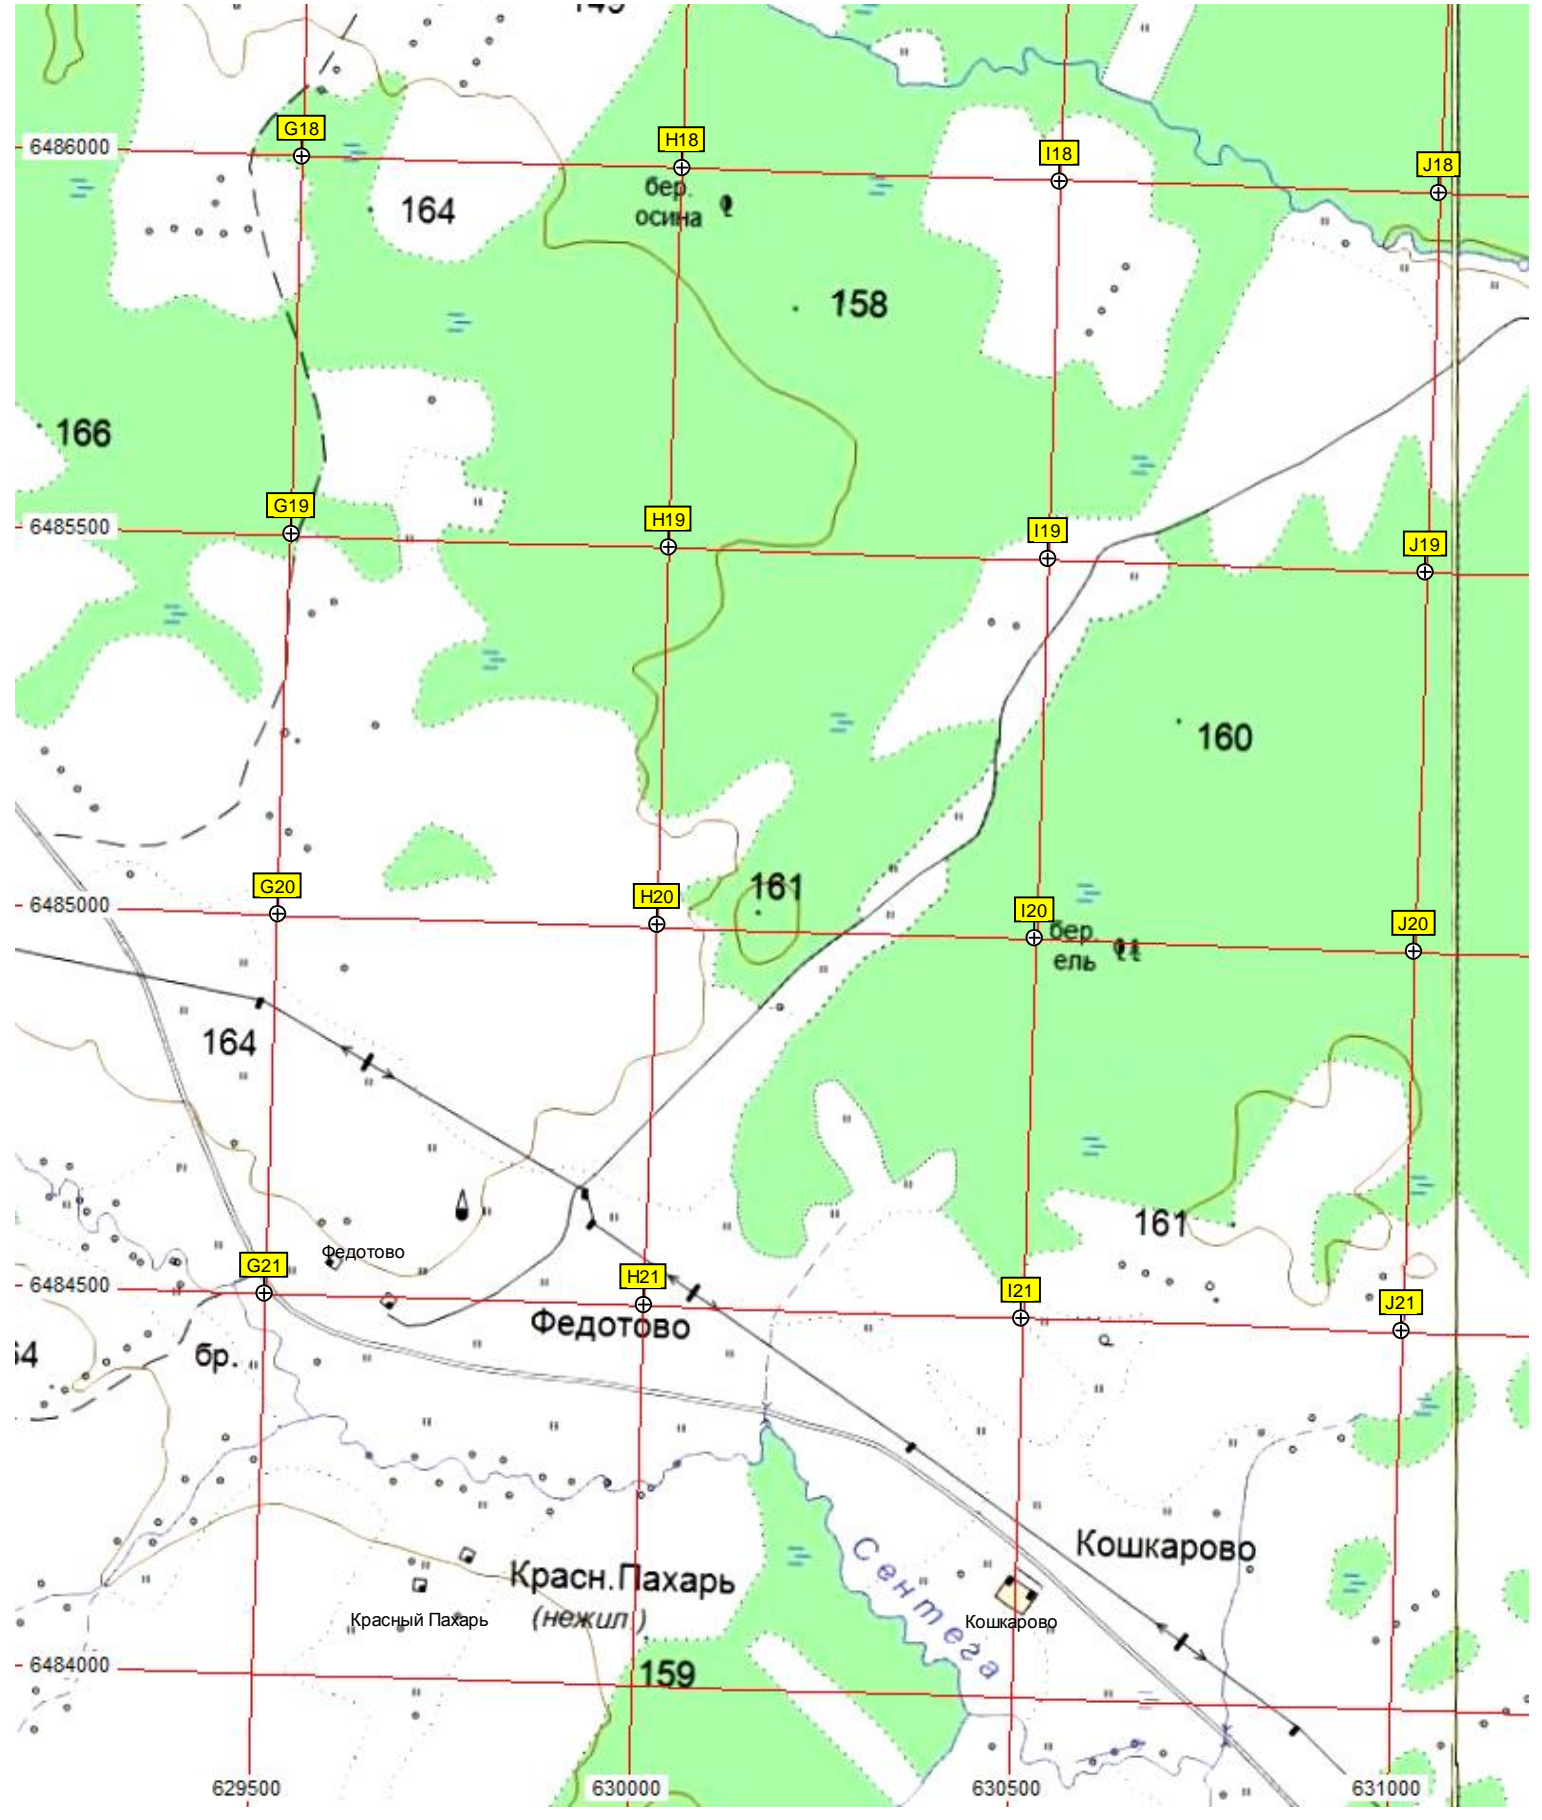 G18
H18
6486000
I18
J18
бер.
осина
164
158
166
G19
H19
6485500
I19
J19
160
161
G20
H20
6485000
I20
J20
бер.
ель
164
161
Федотово
G21
H21
6484500
I21
J21
Федотово
бр.
Кошкарово
Сентега
Красн.Пахарь
Красный Пахарь
(нежил.)
Кошкарово
6484000
159
629500
630000
630500
631000